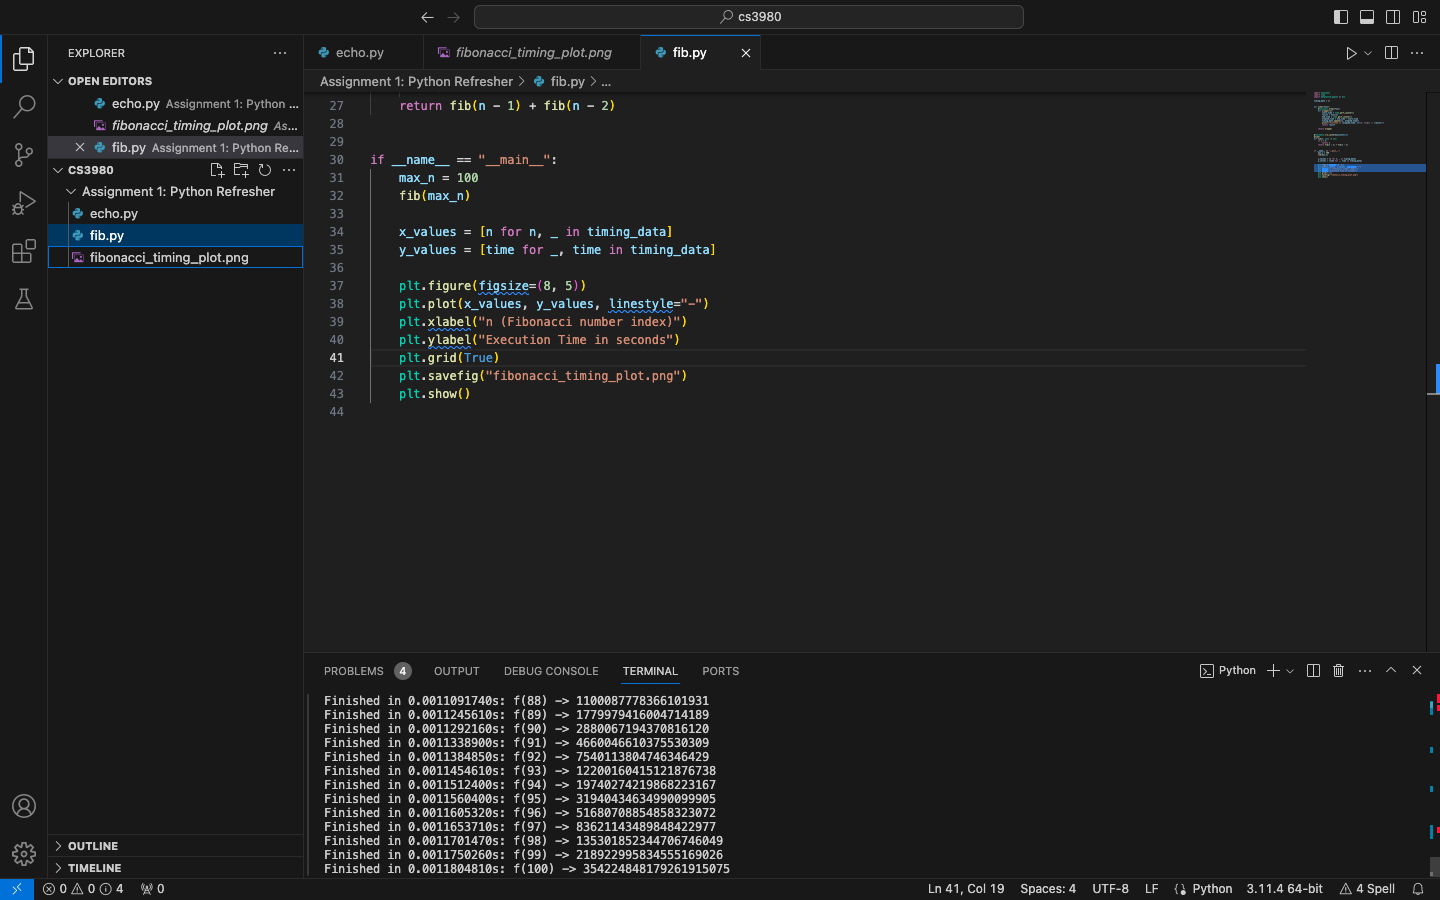 cs3980
EXPLORER
OPEN EDITORS
echo.py Assignment 1: Python ...
fibonacci_timing_plot.png As...
fib.py Assignment 1: Python Re...
CS3980
Assignment 1: Python Refresher
echo.py
fib.py
fibonacci_timing_plot.png
OUTLINE
TIMELINE
echo.py fibonacci_timing_plot.png fib.py
Assignment 1: Python Refresher > fib.py > ...
27 return fib(n - 1) + fib(n - 2)
28
29
30 if __name__ == "__main__":
31 max_n = 100
32 fib(max_n)
33
34 x_values = [n for n, _ in timing_data]
35 y_values = [time for _, time in timing_data]
36
37 plt.figure(figsize=(8, 5))
38 plt.plot(x_values, y_values, linestyle="-")
39 plt.xlabel("n (Fibonacci number index)")
40 plt.ylabel("Execution Time in seconds")
41 plt.grid(True)
42 plt.savefig("fibonacci_timing_plot.png")
43 plt.show()
44
PROBLEMS 4 OUTPUT DEBUG CONSOLE TERMINAL PORTS Python
Finished in 0.0011091740s: f(88) -> 1100087778366101931
Finished in 0.0011245610s: f(89) -> 1779979416004714189
Finished in 0.0011292160s: f(90) -> 2880067194370816120
Finished in 0.0011338900s: f(91) -> 4660046610375530309
Finished in 0.0011384850s: f(92) -> 7540113804746346429
Finished in 0.0011454610s: f(93) -> 12200160415121876738
Finished in 0.0011512400s: f(94) -> 19740274219868223167
Finished in 0.0011560400s: f(95) -> 31940434634990099905
Finished in 0.0011605320s: f(96) -> 51680708854858323072
Finished in 0.0011653710s: f(97) -> 83621143489848422977
Finished in 0.0011701470s: f(98) -> 135301852344706746049
Finished in 0.0011750260s: f(99) -> 218922995834555169026
Finished in 0.0011804810s: f(100) -> 354224848179261915075
0 0 4 0 Ln 41, Col 19 Spaces: 4 UTF-8 LF Python 3.11.4 64-bit 4 Spell